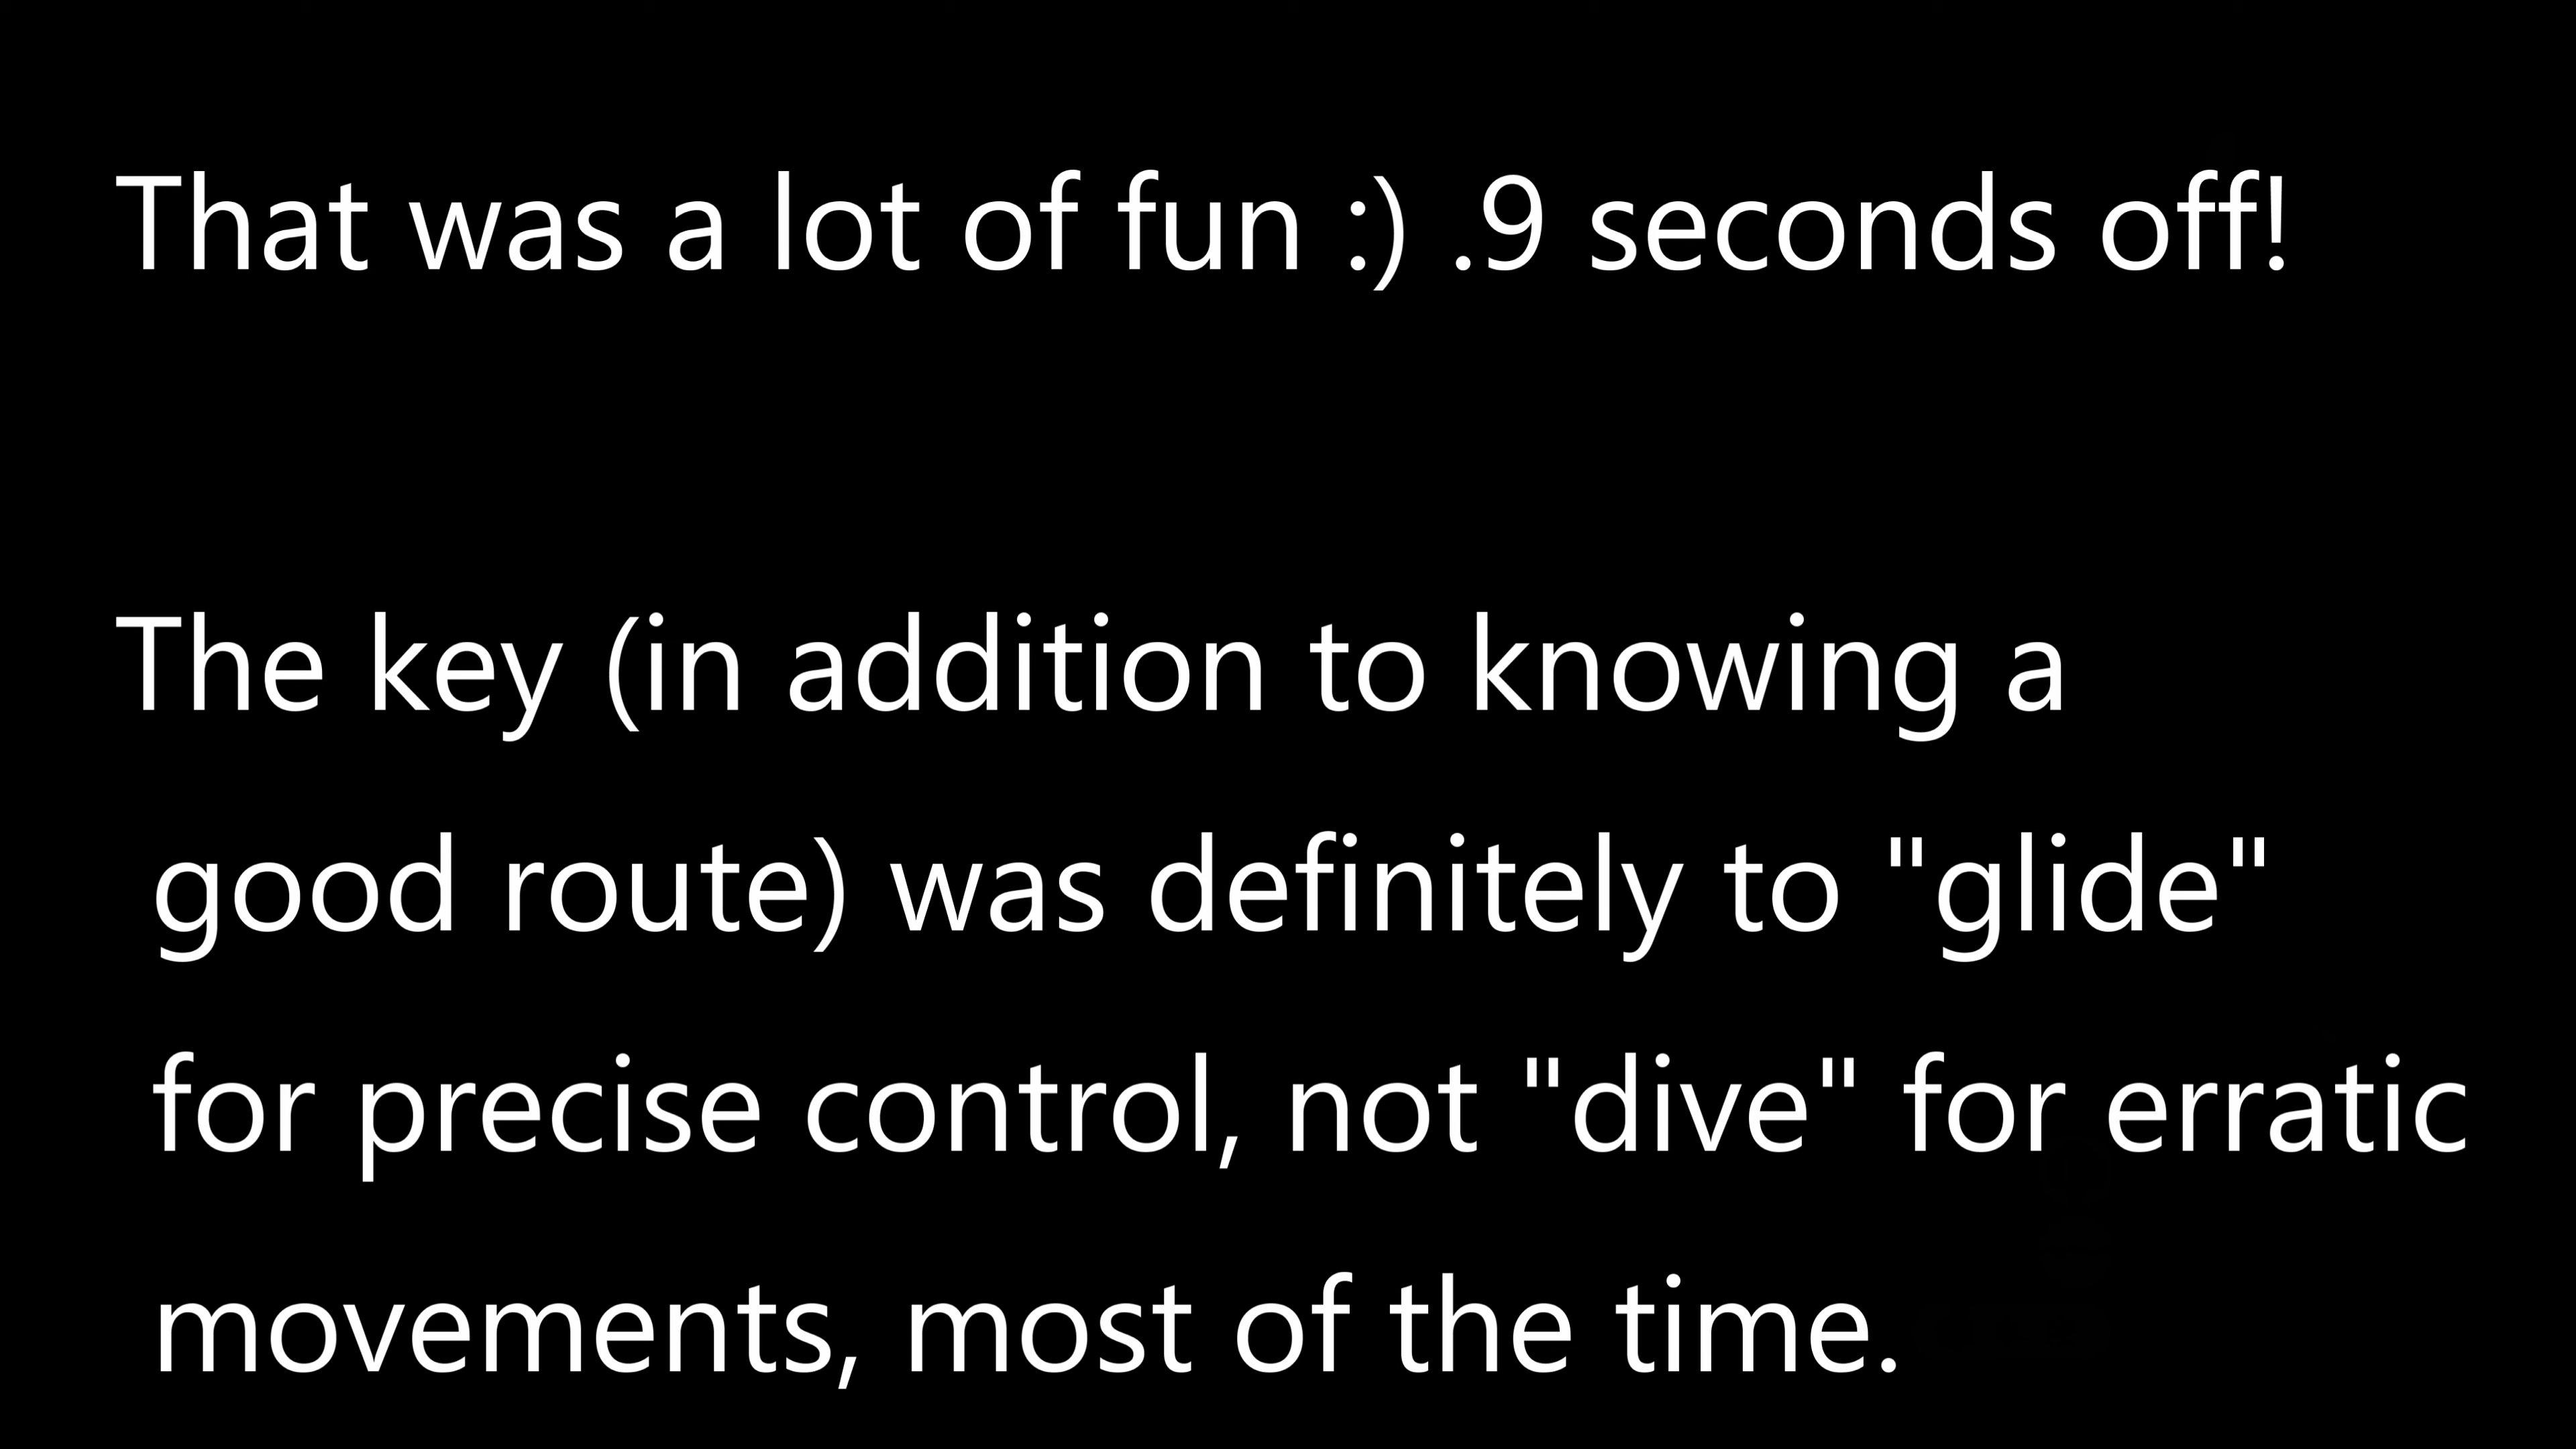 That was a lot of fun :) .9 seconds off!
The key (in addition to knowing a
good route) was definitely to "glide"
for precise control, not "dive" for erratic
movements, most of the time.